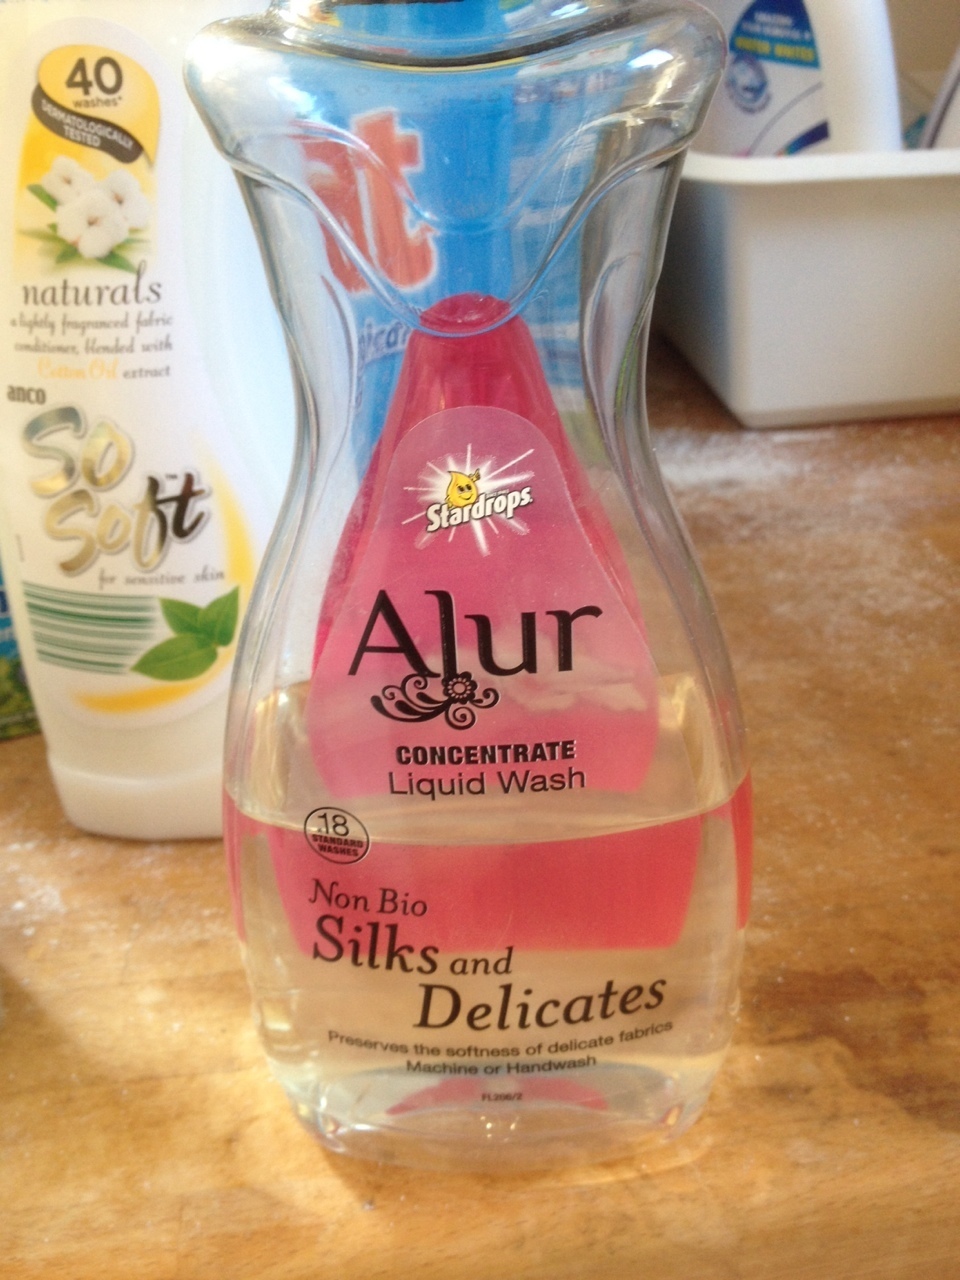 40
washes*
DERMATOLOGICALLY
TESTED
naturals
a lightly fragranced fabric
conditioner, blended with
Cotton Oil extract
anco
So
Soft
for sensitive skin
Stardrops
Alur
CONCENTRATE
Liquid Wash
18
STANDARD
WASHES
Non Bio
Silks and
Delicates
Preserves the softness of delicate fabrics
Machine or Handwash
FL206/2